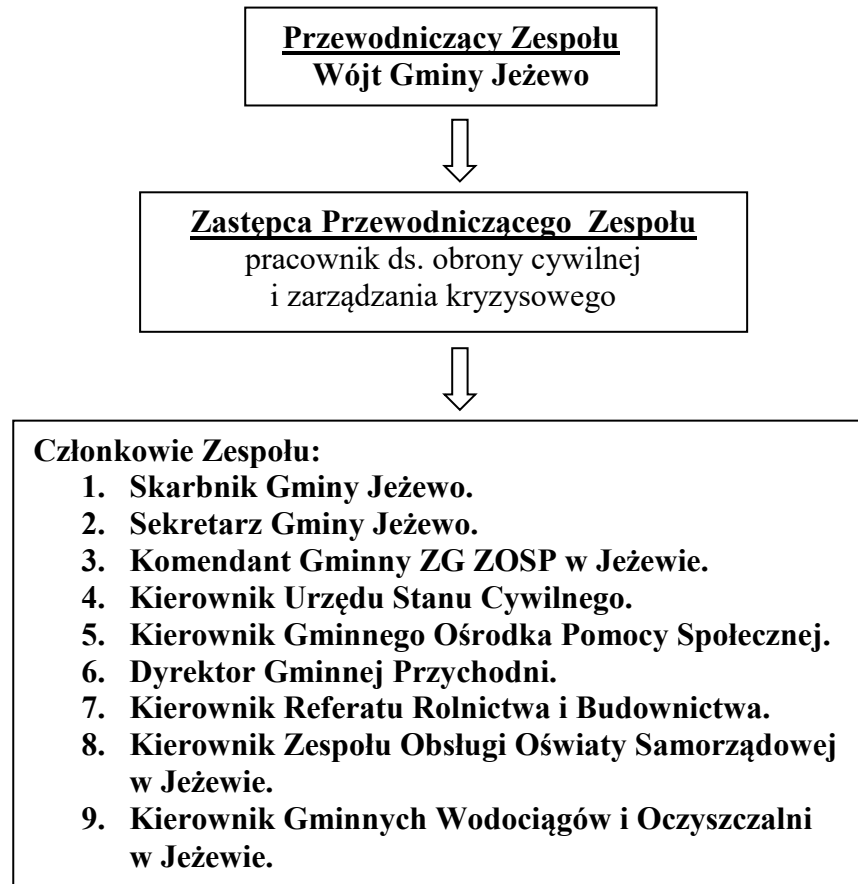 Przewodniczący Zespołu
Wójt Gminy Jeżewo
Zastępca Przewodniczącego Zespołu
pracownik ds. obrony cywilnej
i zarządzania kryzysowego
Członkowie Zespołu:
1. Skarbnik Gminy Jeżewo.
2. Sekretarz Gminy Jeżewo.
3. Komendant Gminny ZG ZOSP w Jeżewie.
4. Kierownik Urzędu Stanu Cywilnego.
5. Kierownik Gminnego Ośrodka Pomocy Społecznej.
6. Dyrektor Gminnej Przychodni.
7. Kierownik Referatu Rolnictwa i Budownictwa.
8. Kierownik Zespołu Obsługi Oświaty Samorządowej
w Jeżewie.
9. Kierownik Gminnych Wodociągów i Oczyszczalni
w Jeżewie.